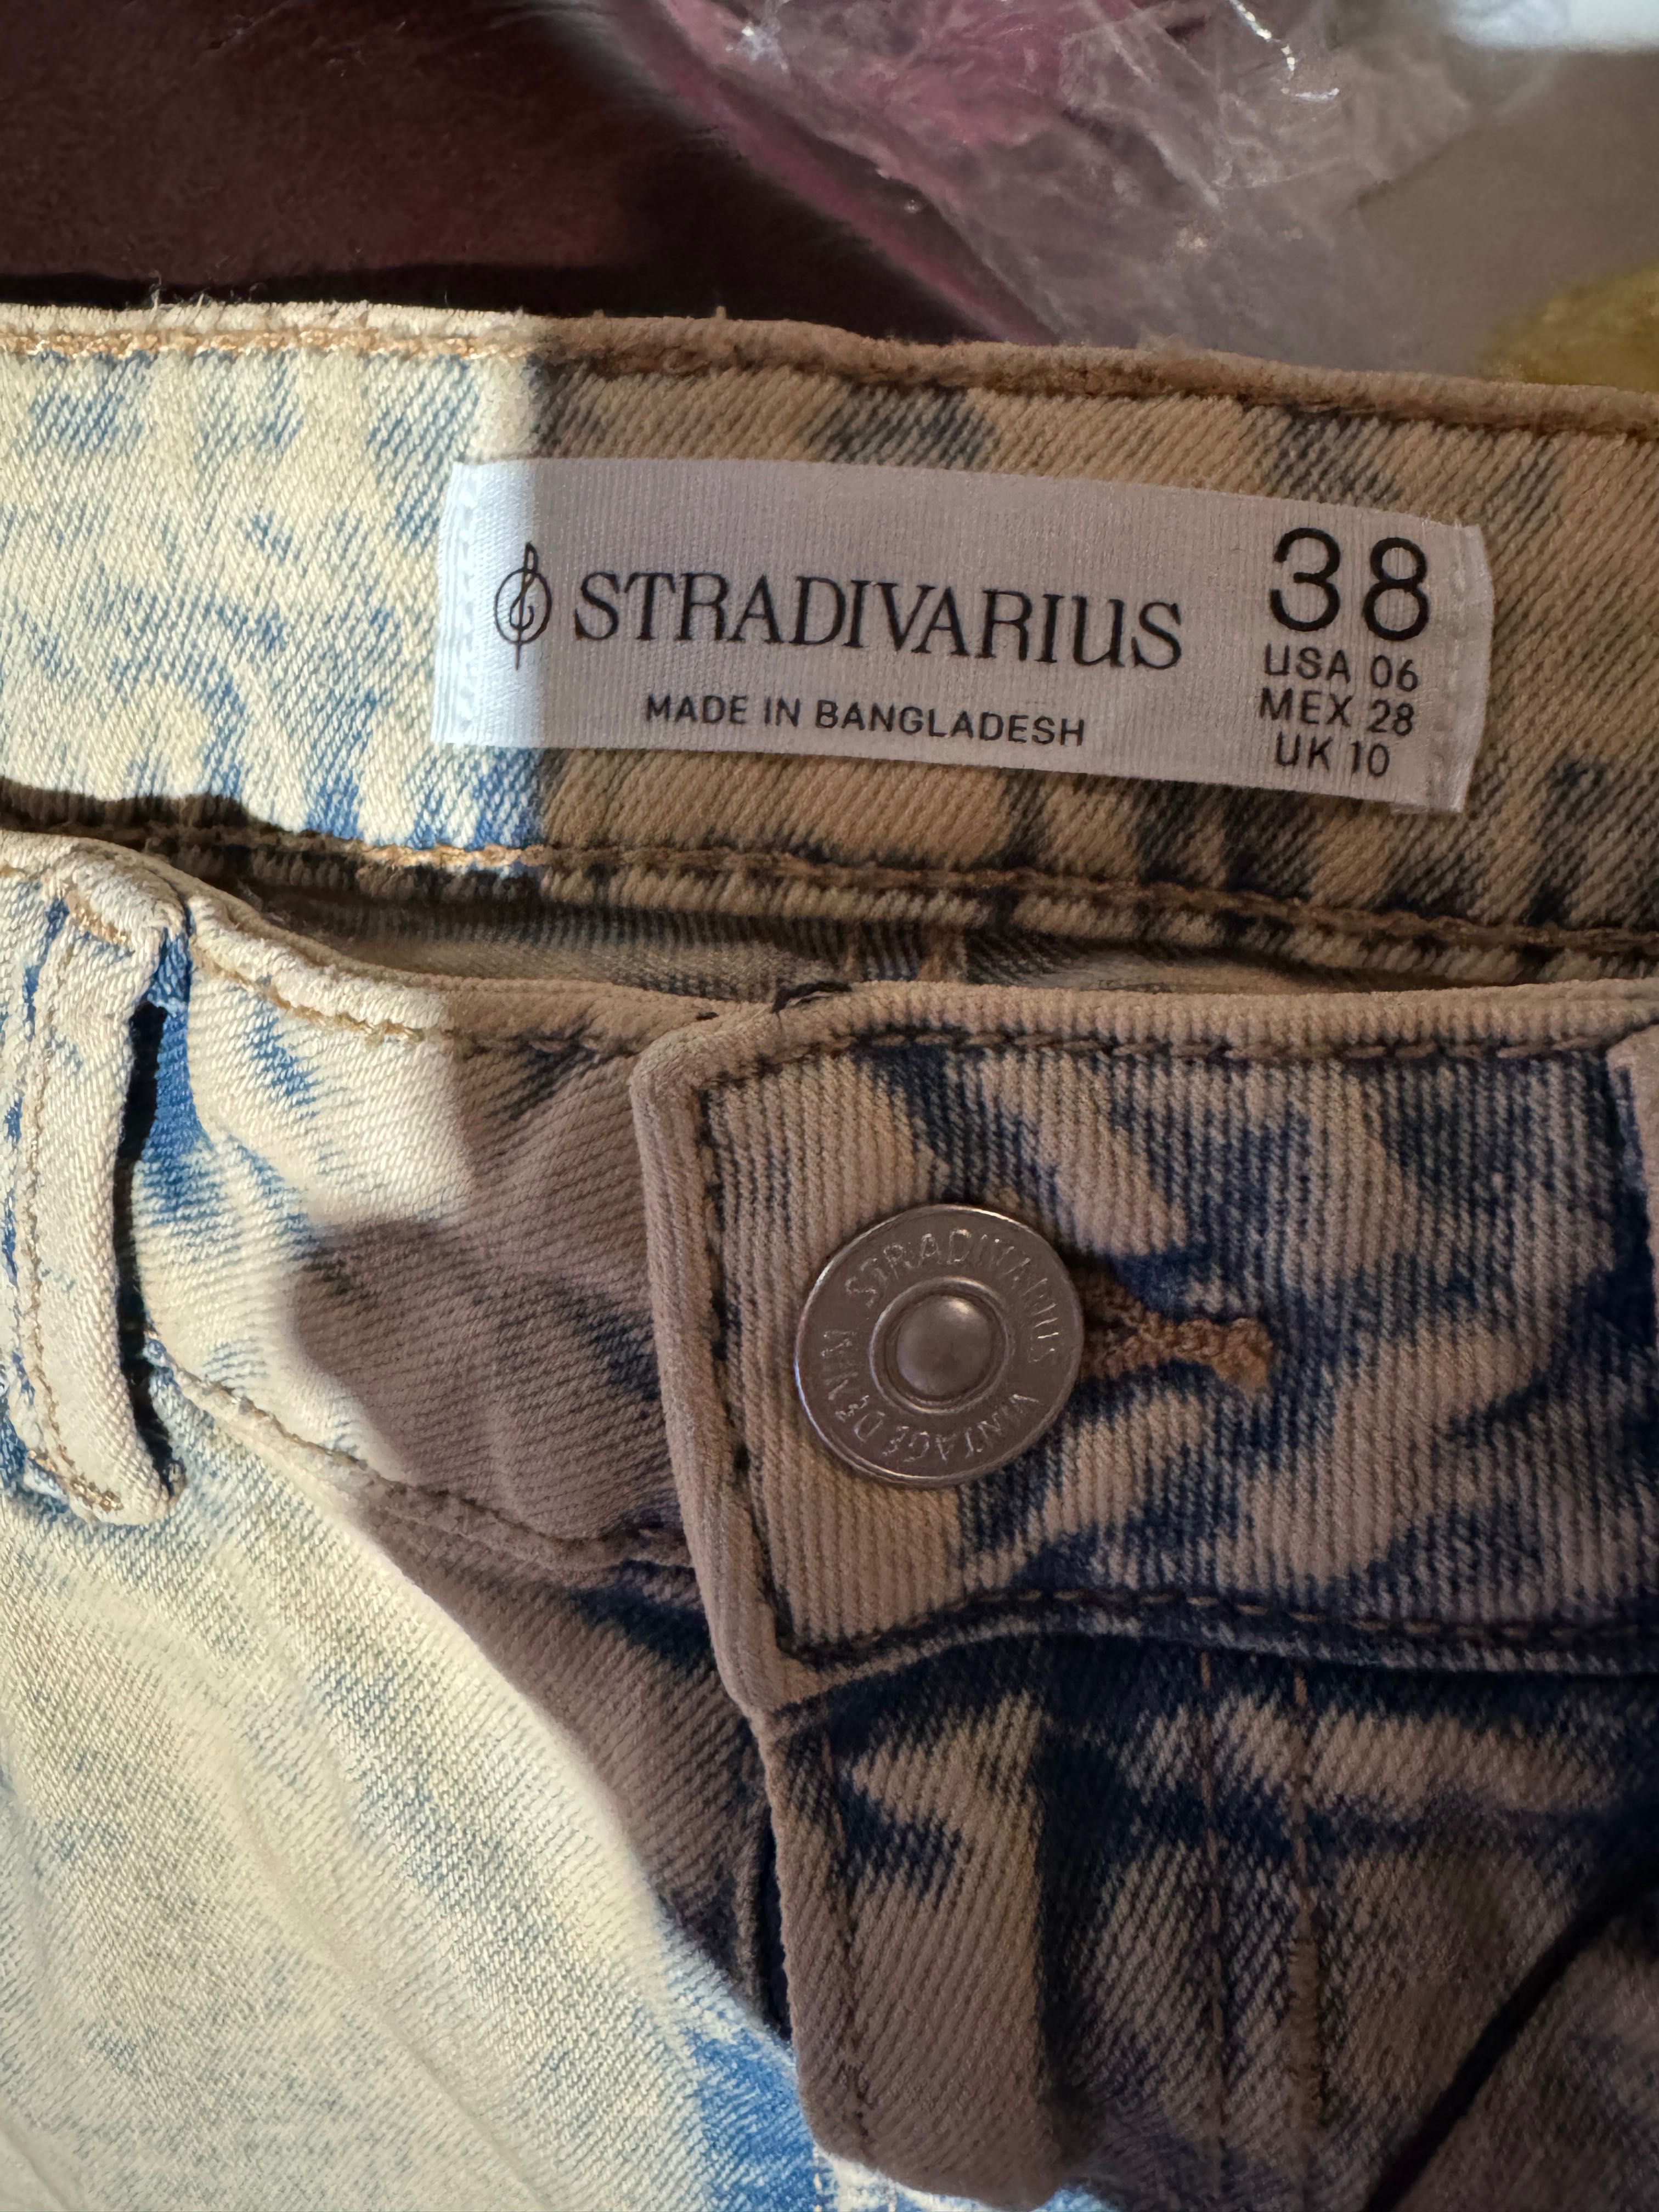 STRADIVARIUS
MADE IN BANGLADESH
38
USA 06
MEX 28
UK 10
STRADIVARIUS VINTAGE DENIM